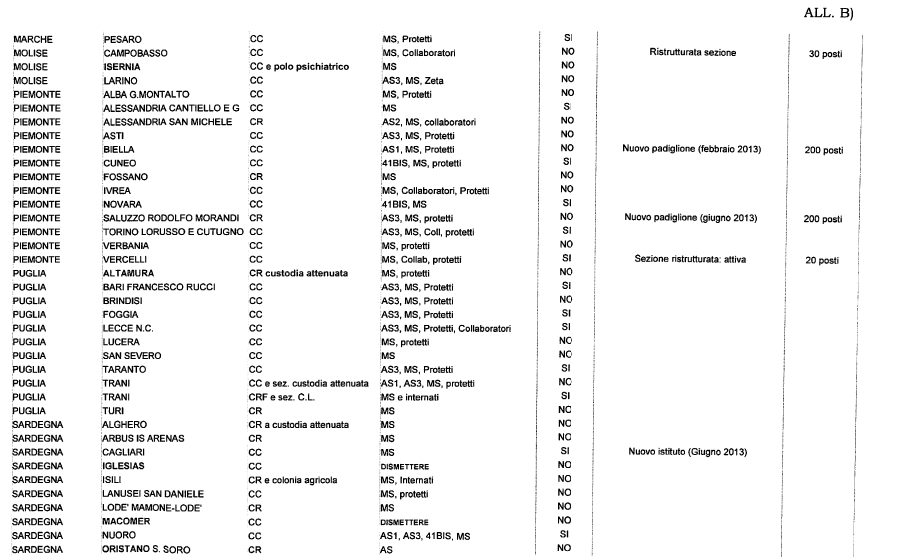 ALL. B)
MARCHE PESARO CC MS, Protetti SI
MOLISE CAMPOBASSO CC MS, Collaboratori NO Ristrutturata sezione 30 posti
MOLISE ISERNIA CC e polo psichiatrico MS NO
MOLISE LARINO CC AS3, MS, Zeta NO
PIEMONTE ALBA G.MONTALTO CC MS, Protetti NO
PIEMONTE ALESSANDRIA CANTIELLO E G CC MS SI
PIEMONTE ALESSANDRIA SAN MICHELE CR AS2, MS, collaboratori NO
PIEMONTE ASTI CC AS3, MS, Protetti NO
PIEMONTE BIELLA CC AS1, MS, Protetti NO Nuovo padiglione (febbraio 2013) 200 posti
PIEMONTE CUNEO CC 41BIS, MS, protetti SI
PIEMONTE FOSSANO CR MS NO
PIEMONTE IVREA CC MS, Collaboratori, Protetti NO
PIEMONTE NOVARA CC 41BIS, MS SI
PIEMONTE SALUZZO RODOLFO MORANDI CR AS3, MS, protetti NO Nuovo padiglione (giugno 2013) 200 posti
PIEMONTE TORINO LORUSSO E CUTUGNO CC AS3, MS, Coll, protetti SI
PIEMONTE VERBANIA CC MS, protetti NO
PIEMONTE VERCELLI CC MS, Collab, protetti SI Sezione ristrutturata: attiva 20 posti
PUGLIA ALTAMURA CR custodia attenuata MS, protetti NO
PUGLIA BARI FRANCESCO RUCCI CC AS3, MS, Protetti SI
PUGLIA BRINDISI CC AS3, MS, Protetti NO
PUGLIA FOGGIA CC AS3, MS, Protetti SI
PUGLIA LECCE N.C. CC AS3, MS, Protetti, Collaboratori SI
PUGLIA LUCERA CC MS, protetti NO
PUGLIA SAN SEVERO CC MS NO
PUGLIA TARANTO CC AS3, MS, Protetti SI
PUGLIA TRANI CC e sez. custodia attenuata AS1, AS3, MS, protetti NO
PUGLIA TRANI CRF e sez. C.L. MS e internati SI
PUGLIA TURI CR MS NO
SARDEGNA ALGHERO CR a custodia attenuata MS NO
SARDEGNA ARBUS IS ARENAS CR MS NO
SARDEGNA CAGLIARI CC MS SI Nuovo istituto (Giugno 2013)
SARDEGNA IGLESIAS CC DISMETTERE NO
SARDEGNA ISILI CR e colonia agricola MS, Internati NO
SARDEGNA LANUSEI SAN DANIELE CC MS, protetti NO
SARDEGNA LODE' MAMONE-LODE' CR MS NO
SARDEGNA MACOMER CC DISMETTERE NO
SARDEGNA NUORO CC AS1, AS3, 41BIS, MS SI
SARDEGNA ORISTANO S. SORO CR AS NO